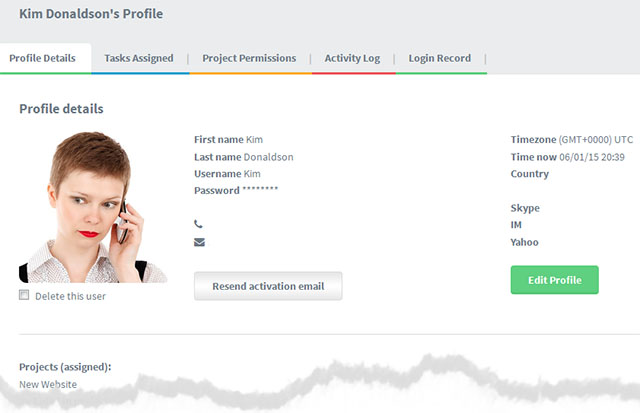 Kim Donaldson's Profile
Profile Details
Tasks Assigned
Project Permissions
Activity Log
Login Record
Profile details
First name Kim
Last name Donaldson
Username Kim
Password ********
Timezone (GMT+0000) UTC
Time now 06/01/15 20:39
Country
Skype
IM
Yahoo
Resend activation email
Edit Profile
Delete this user
Projects (assigned):
New Website